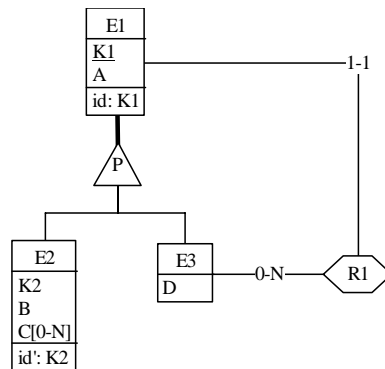 E1
K1
A
id: K1
1-1
P
E2
K2
B
C[0-N]
id': K2
E3
D
0-N
R1